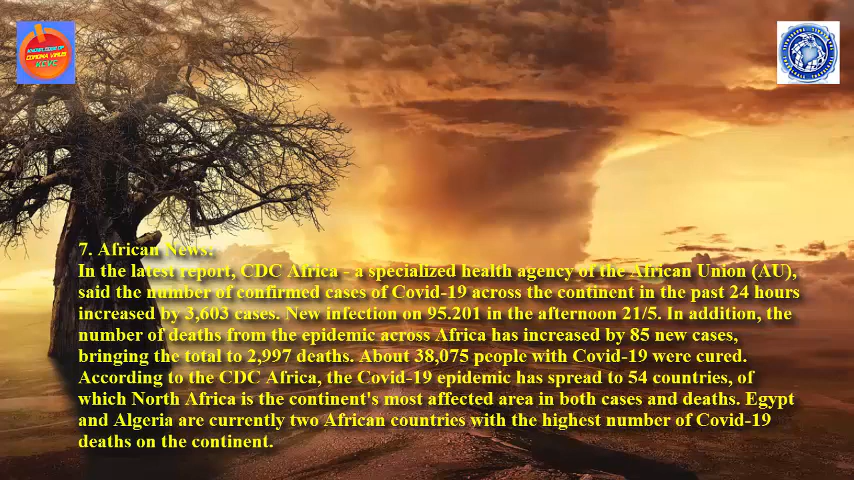 KNOWLEDGE OF
CORONA VIRUS
KCVC
7. African News:
In the latest report, CDC Africa - a specialized health agency of the African Union (AU),
said the number of confirmed cases of Covid-19 across the continent in the past 24 hours
increased by 3,603 cases. New infection on 95.201 in the afternoon 21/5. In addition, the
number of deaths from the epidemic across Africa has increased by 85 new cases,
bringing the total to 2,997 deaths. About 38,075 people with Covid-19 were cured.
According to the CDC Africa, the Covid-19 epidemic has spread to 54 countries, of
which North Africa is the continent's most affected area in both cases and deaths. Egypt
and Algeria are currently two African countries with the highest number of Covid-19
deaths on the continent.